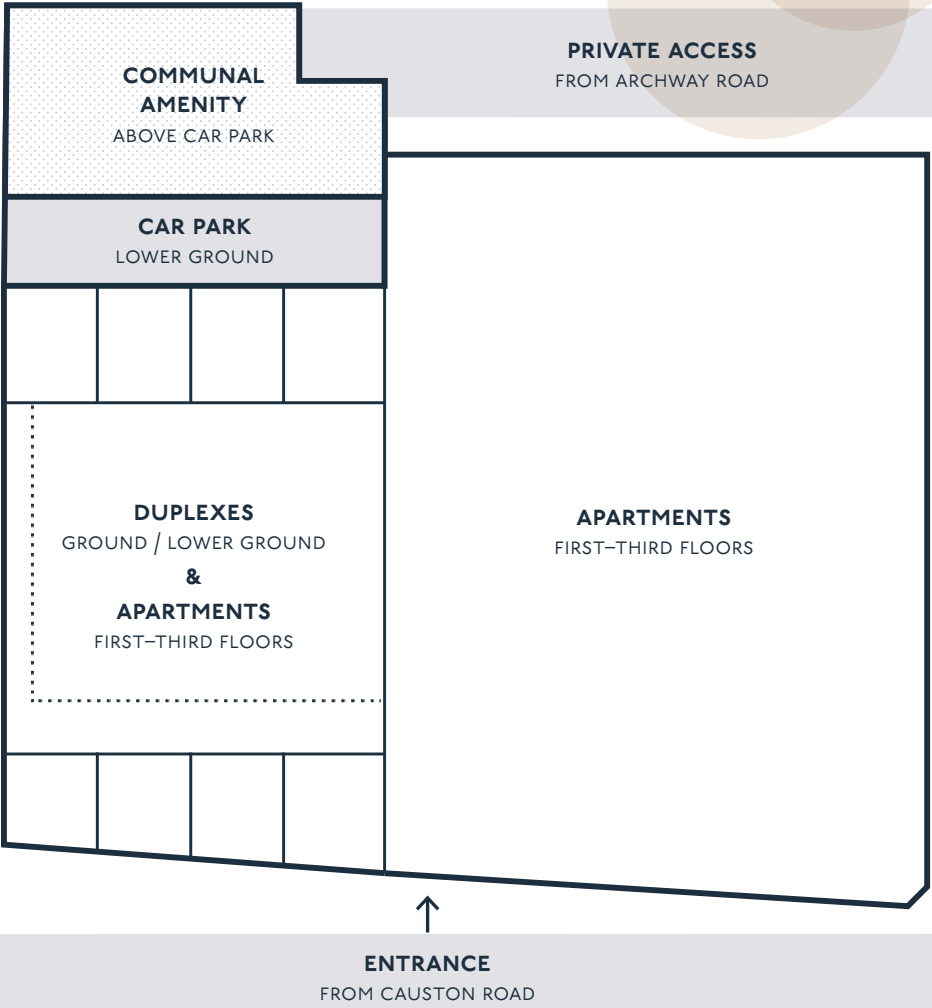 COMMUNAL
AMENITY
ABOVE CAR PARK
PRIVATE ACCESS
FROM ARCHWAY ROAD
CAR PARK
LOWER GROUND
DUPLEXES
GROUND / LOWER GROUND
&
APARTMENTS
FIRST–THIRD FLOORS
APARTMENTS
FIRST–THIRD FLOORS
ENTRANCE
FROM CAUSTON ROAD